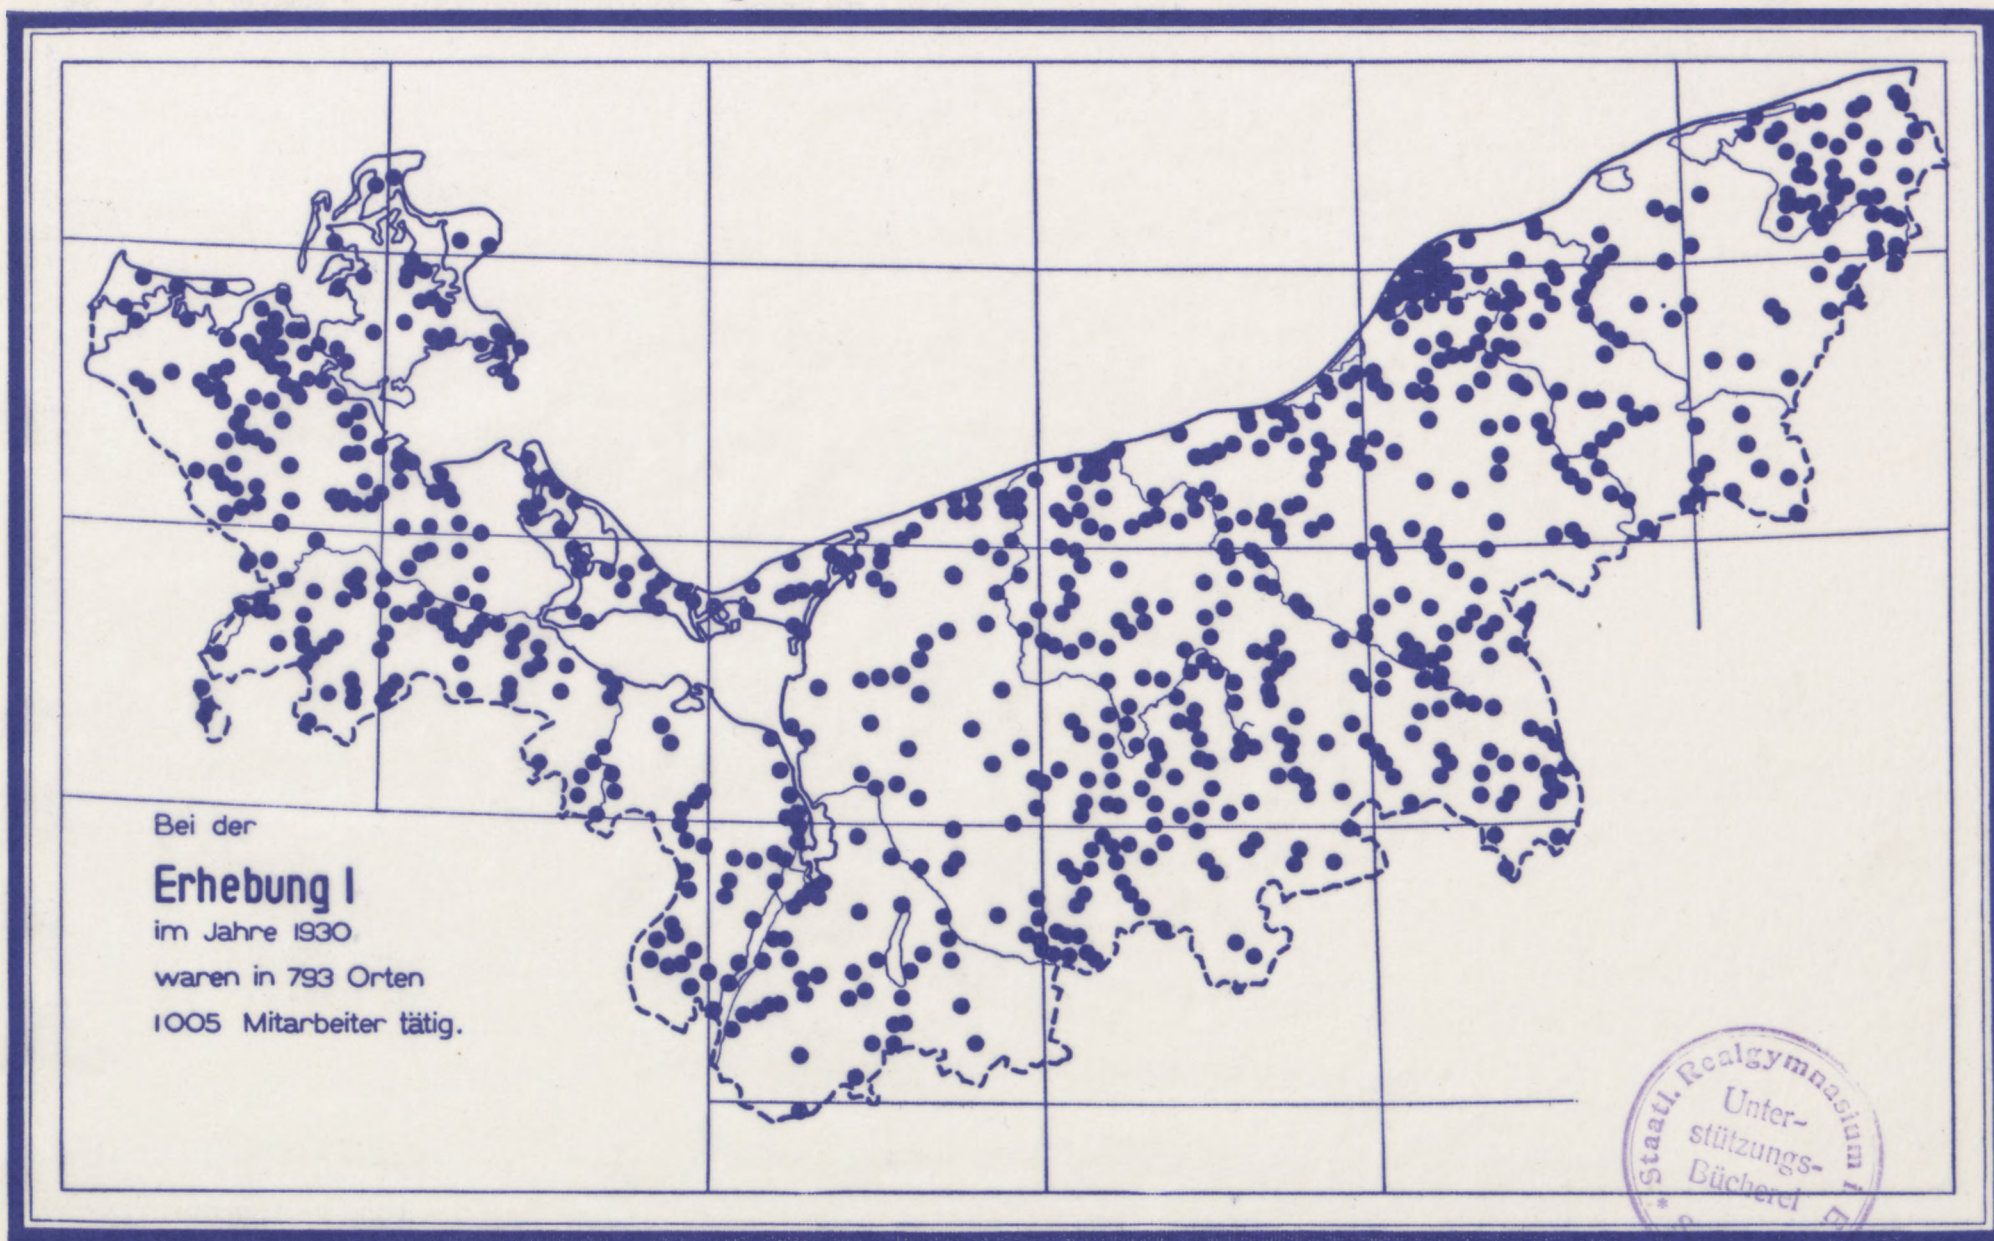 Bei der
Erhebung I
im Jahre 1930
waren in 793 Orten
1005 Mitarbeiter tätig.
* Staatl. Realgymnasium i. E
Unter-
stützungs-
Bücherei